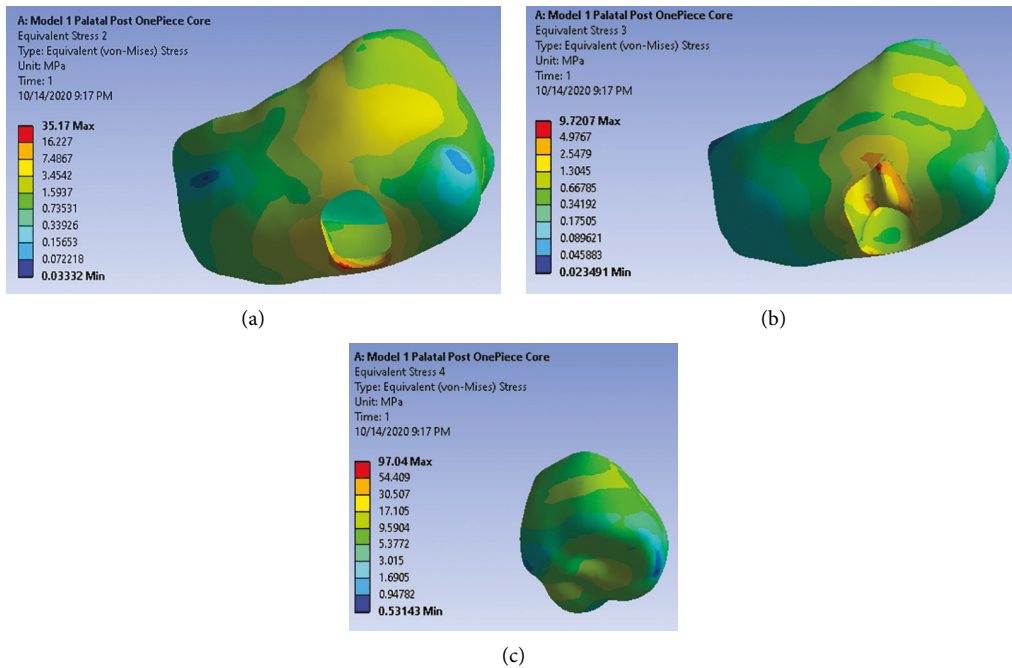 A: Model 1 Palatal Post OnePiece Core
Equivalent Stress 2
Type: Equivalent (von-Mises) Stress
Unit: MPa
Time: 1
10/14/2020 9:17 PM
35.17 Max
16.227
7.4867
3.4542
1.5937
0.73531
0.33926
0.15653
0.072218
0.03332 Min
(a)
A: Model 1 Palatal Post OnePiece Core
Equivalent Stress 3
Type: Equivalent (von-Mises) Stress
Unit: MPa
Time: 1
10/14/2020 9:17 PM
9.7207 Max
4.9767
2.5479
1.3045
0.66785
0.34192
0.17505
0.089621
0.045883
0.023491 Min
(b)
A: Model 1 Palatal Post OnePiece Core
Equivalent Stress 4
Type: Equivalent (von-Mises) Stress
Unit: MPa
Time: 1
10/14/2020 9:17 PM
97.04 Max
54.409
30.507
17.105
9.5904
5.3772
3.015
1.6905
0.94782
0.53143 Min
(c)